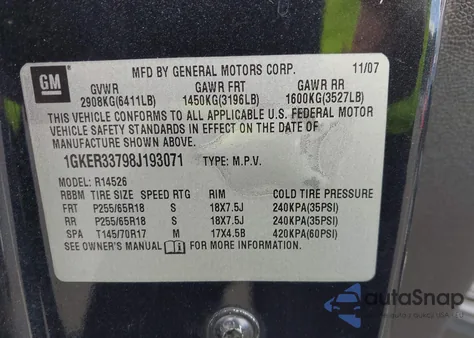 GM
MFD BY GENERAL MOTORS CORP. 11/07
GVWR GAWR FRT GAWR RR
2908KG(6411LB) 1450KG(3196LB) 1600KG(3527LB)
THIS VEHICLE CONFORMS TO ALL APPLICABLE U.S. FEDERAL MOTOR
VEHICLE SAFETY STANDARDS IN EFFECT ON THE DATE OF
MANUFACTURE SHOWN ABOVE.
1GKER33798J193071 TYPE: M.P.V.
MODEL: R14526
RBBM TIRE SIZE SPEED RTG RIM COLD TIRE PRESSURE
FRT P255/65R18 S 18X7.5J 240KPA(35PSI)
RR P255/65R18 S 18X7.5J 240KPA(35PSI)
SPA T145/70R17 M 17X4.5B 420KPA(60PSI)
SEE OWNER'S MANUAL FOR MORE INFORMATION.
autaSnap